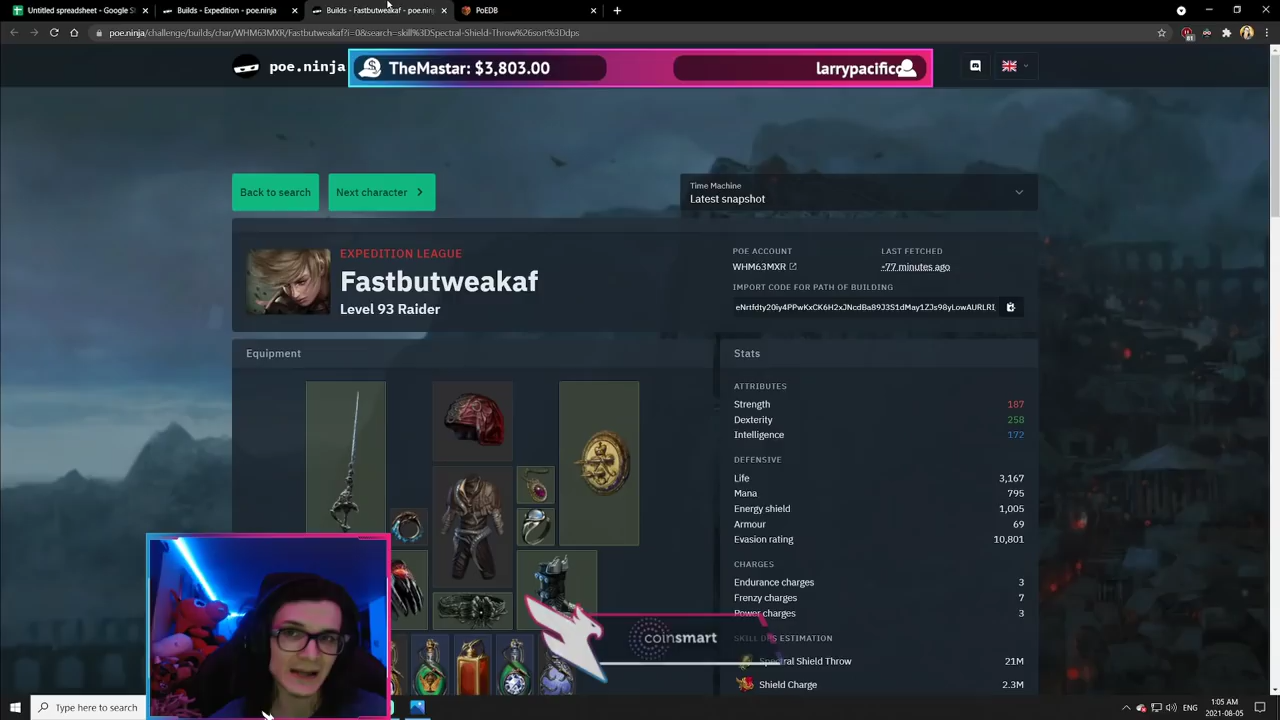 Untitled spreadsheet - Google S
Builds - Expedition - poe.ninja
Builds - Fastbutweakaf - poe.nin
PoEDB
poe.ninja/challenge/builds/char/WHM63MXR/Fastbutweakaf?i=0&search=skill%3DSpectral-Shield-Throw%26sort%3Ddps
poe.ninja
TheMastar: $3,803.00
larrypacifico
Back to search
Next character
Time Machine
Latest snapshot
EXPEDITION LEAGUE
Fastbutweakaf
Level 93 Raider
POE ACCOUNT
WHM63MXR
LAST FETCHED
~77 minutes ago
IMPORT CODE FOR PATH OF BUILDING
eNrtfdty20iy4PPwKxCK6H2xJNcdBa89J3S1dMay1ZJs98yLowAURLRI
Equipment
Stats
ATTRIBUTES
Strength 187
Dexterity 258
Intelligence 172
DEFENSIVE
Life 3,167
Mana 795
Energy shield 1,005
Armour 69
Evasion rating 10,801
CHARGES
Endurance charges 3
Frenzy charges 7
Power charges 3
SKILL DPS ESTIMATION
Spectral Shield Throw 21M
Shield Charge 2.3M
coinsmart
Type here to search
1:05 AM
2021-08-05